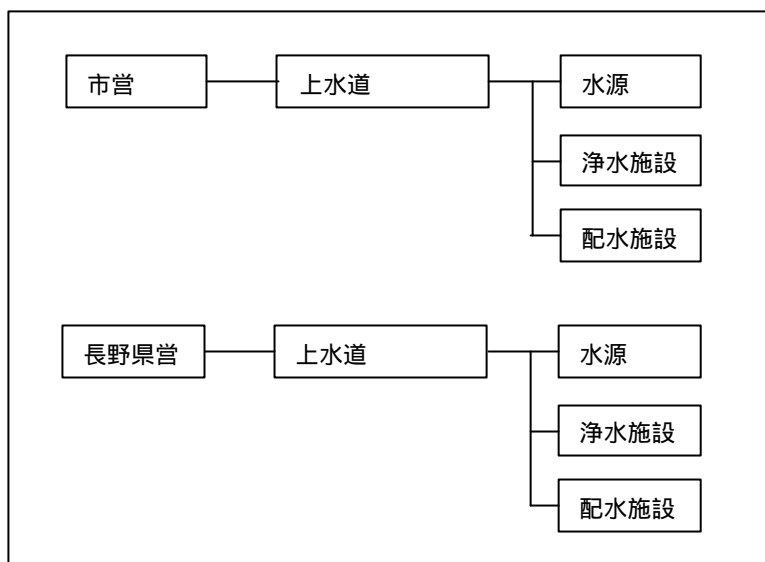 市営
上水道
水源
浄水施設
配水施設
長野県営
上水道
水源
浄水施設
配水施設